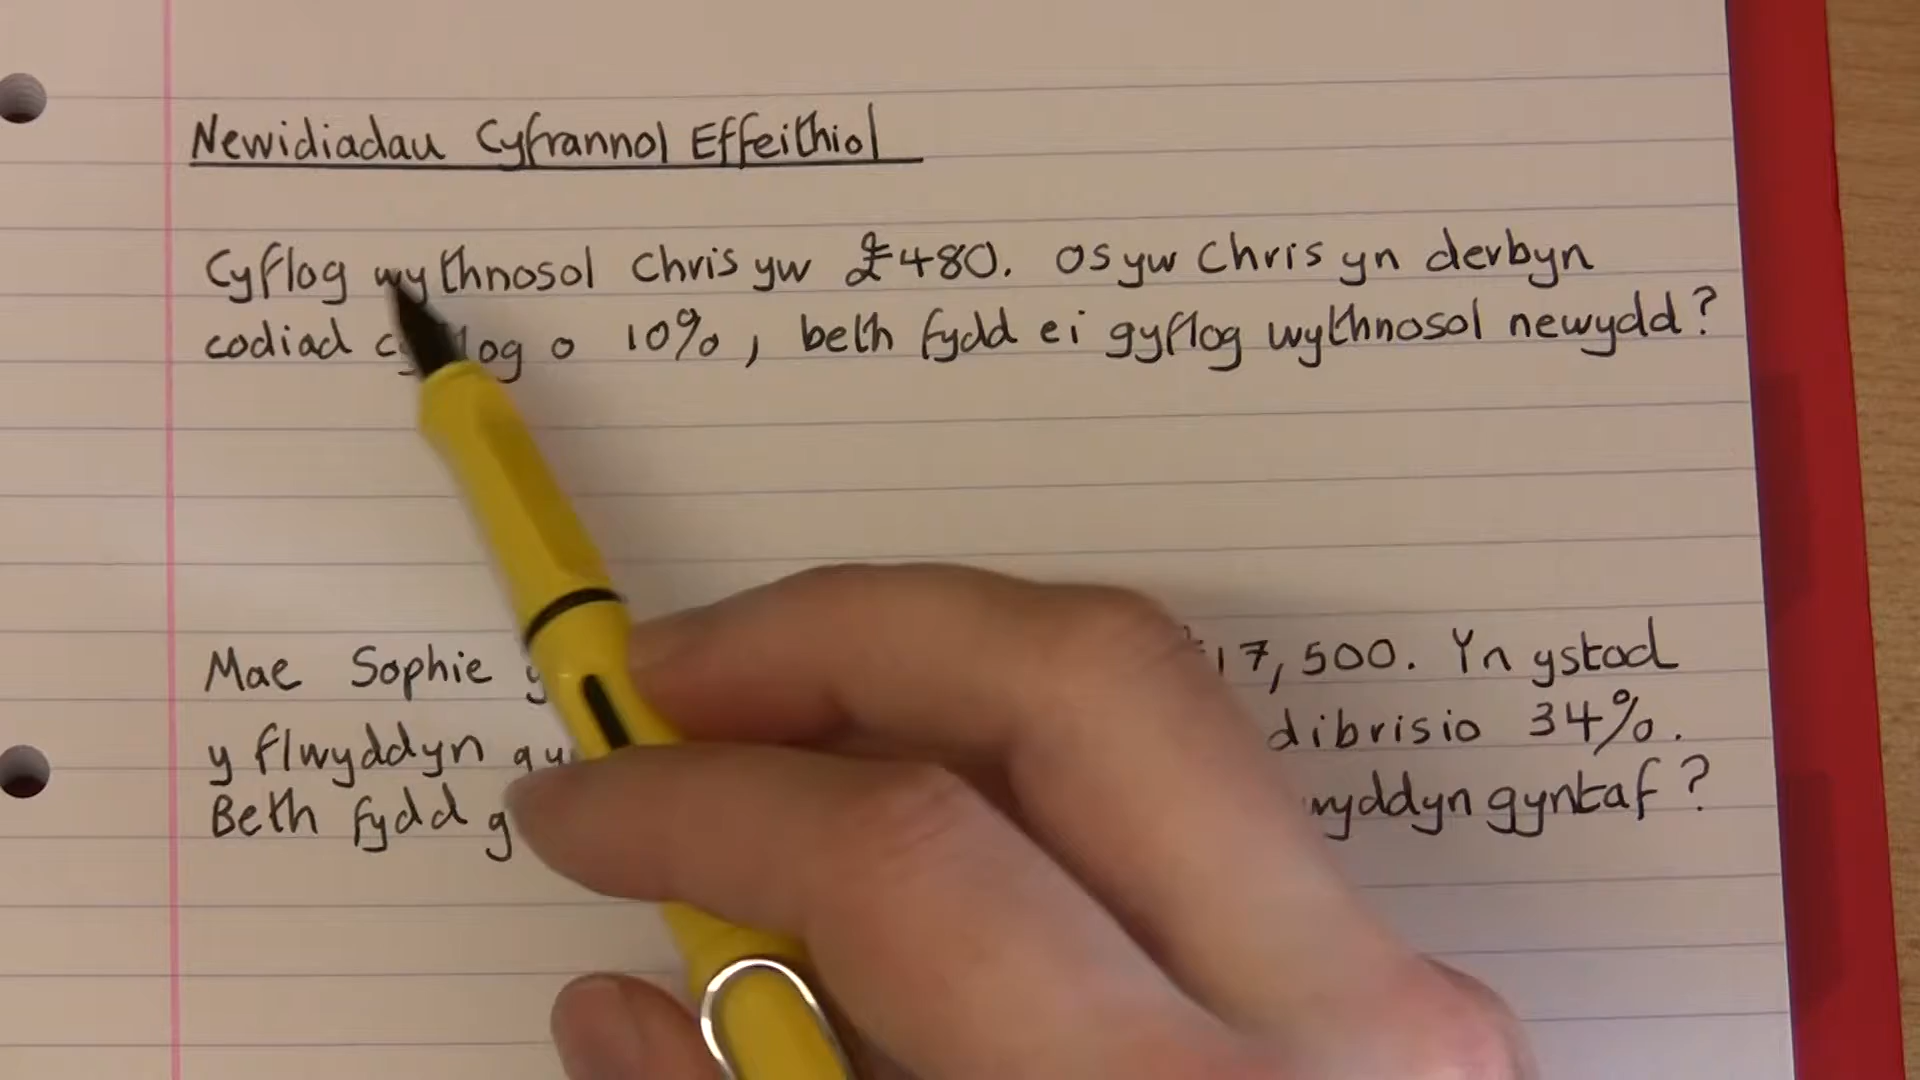 Newidiadau Cyfrannol Effeithiol
Cyflog wythnosol Chris yw £480. Os yw Chris yn derbyn
codiad cyflog o 10%, beth fydd ei gyflog wythnosol newydd?
Mae Sophie 17,500. Yn ystod
y flwyddyn dibrisio 34%.
Beth fydd gyntaf?